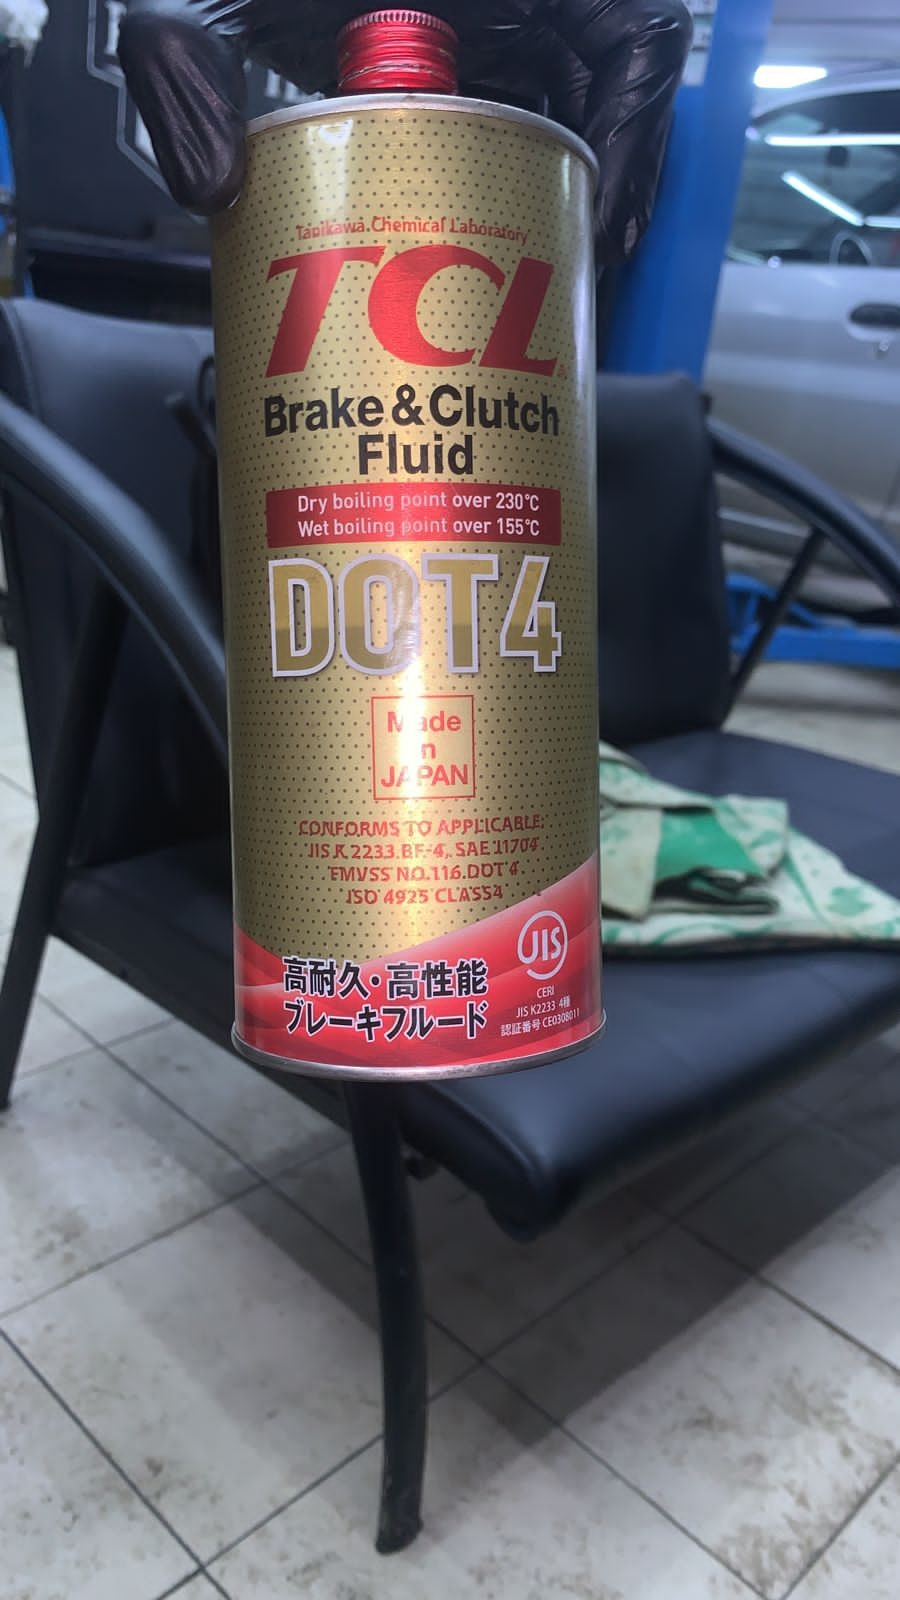 Tanikawa Chemical Laboratory
TCL
Brake & Clutch
Fluid
Dry boiling point over 230°C
Wet boiling point over 155°C
DOT4
Made
in
JAPAN
CONFORMS TO APPLICABLE;
JIS K 2233 BF-4, SAE J1704
FMVSS NO.116 DOT 4
ISO 4925 CLASS4
高耐久・高性能
ブレーキフルード
JIS
CERI
JIS K2233 4種
認証番号 CE0308011